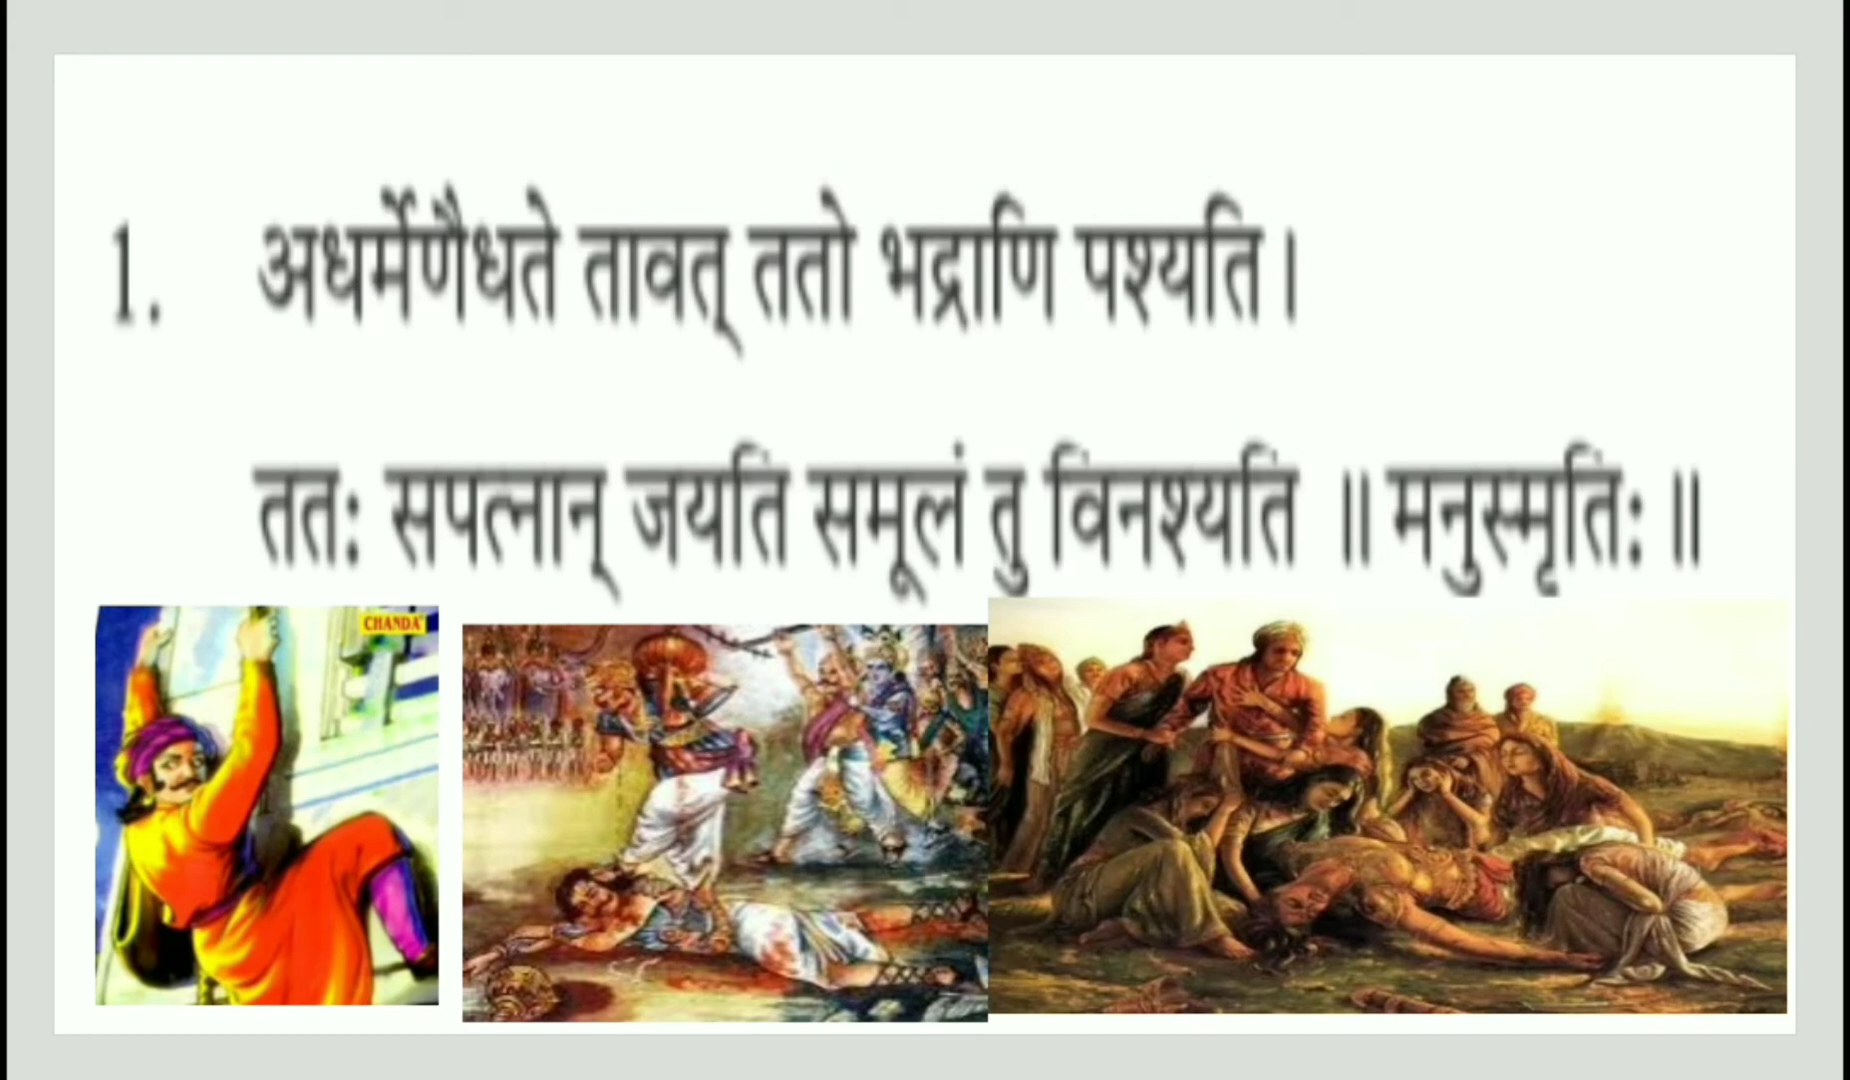 1. अधर्मेणैधते तावत् ततो भद्राणि पश्यति।
ततः सपत्नान् जयति समूलं तु विनश्यति ॥ मनुस्मृतिः ॥
CHANDA